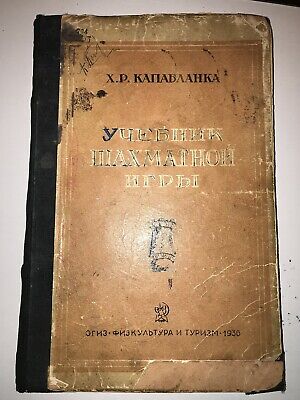 Х.Р. КАПАБЛАНКА
УЧЕБНИК
ШАХМАТНОЙ
ИГРЫ
ОГИЗ·ФИЗКУЛЬТУРА И ТУРИЗМ·1936